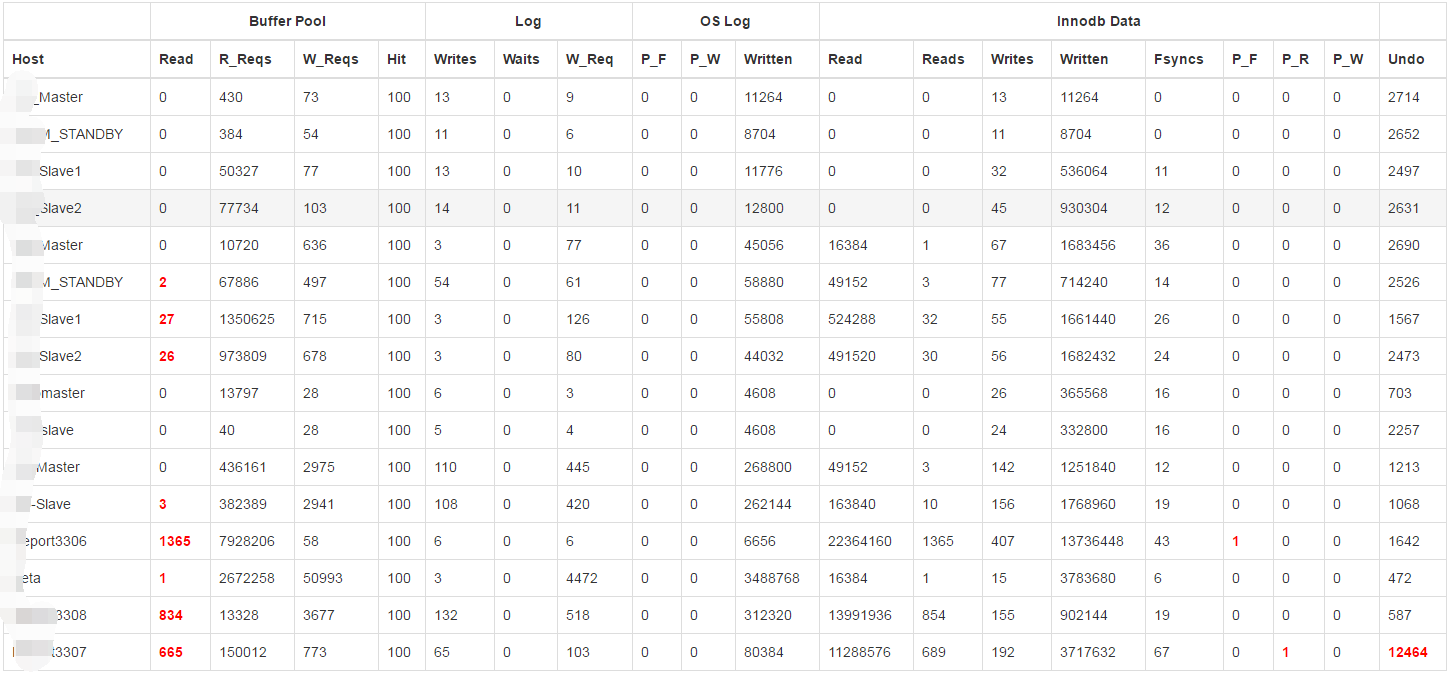 Buffer Pool Log OS Log Innodb Data
Host Read R_Reqs W_Reqs Hit Writes Waits W_Req P_F P_W Written Read Reads Writes Written Fsyncs P_F P_R P_W Undo
_Master 0 430 73 100 13 0 9 0 0 11264 0 0 13 11264 0 0 0 0 2714
M_STANDBY 0 384 54 100 11 0 6 0 0 8704 0 0 11 8704 0 0 0 0 2652
Slave1 0 50327 77 100 13 0 10 0 0 11776 0 0 32 536064 11 0 0 0 2497
_Slave2 0 77734 103 100 14 0 11 0 0 12800 0 0 45 930304 12 0 0 0 2631
Master 0 10720 636 100 3 0 77 0 0 45056 16384 1 67 1683456 36 0 0 0 2690
M_STANDBY 2 67886 497 100 54 0 61 0 0 58880 49152 3 77 714240 14 0 0 0 2526
Slave1 27 1350625 715 100 3 0 126 0 0 55808 524288 32 55 1661440 26 0 0 0 1567
Slave2 26 973809 678 100 3 0 80 0 0 44032 491520 30 56 1682432 24 0 0 0 2473
master 0 13797 28 100 6 0 3 0 0 4608 0 0 26 365568 16 0 0 0 703
slave 0 40 28 100 5 0 4 0 0 4608 0 0 24 332800 16 0 0 0 2257
Master 0 436161 2975 100 110 0 445 0 0 268800 49152 3 142 1251840 12 0 0 0 1213
-Slave 3 382389 2941 100 108 0 420 0 0 262144 163840 10 156 1768960 19 0 0 0 1068
eport3306 1365 7928206 58 100 6 0 6 0 0 6656 22364160 1365 407 13736448 43 1 0 0 1642
eta 1 2672258 50993 100 3 0 4472 0 0 3488768 16384 1 15 3783680 6 0 0 0 472
3308 834 13328 3677 100 132 0 518 0 0 312320 13991936 854 155 902144 19 0 0 0 587
t3307 665 150012 773 100 65 0 103 0 0 80384 11288576 689 192 3717632 67 0 1 0 12464